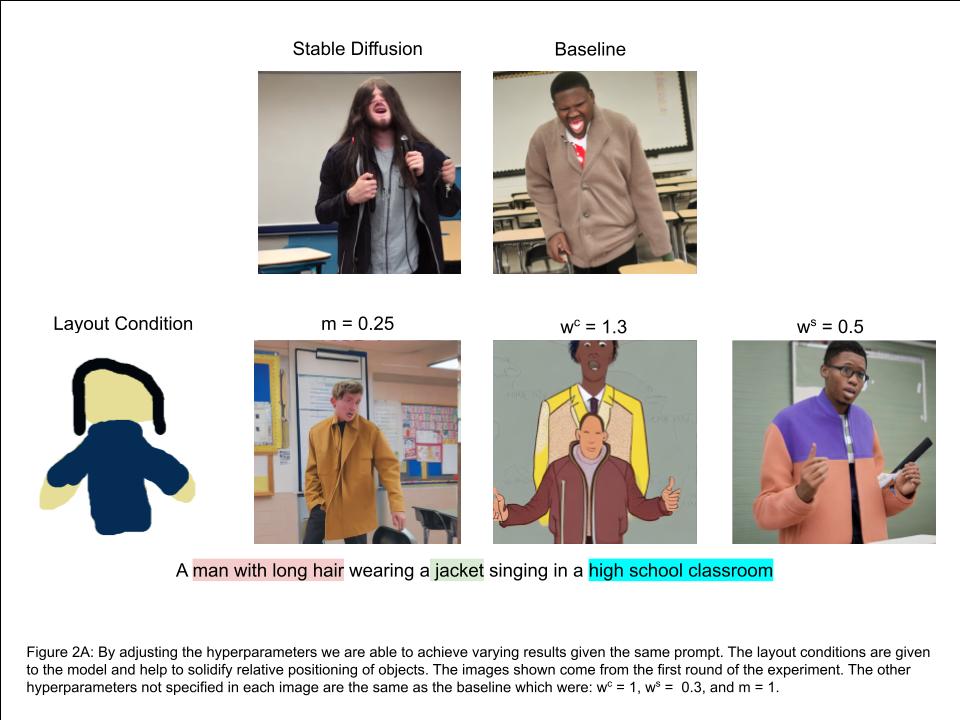 Stable Diffusion
Baseline
Layout Condition
m = 0.25
wᶜ = 1.3
wˢ = 0.5
A man with long hair wearing a jacket singing in a high school classroom
Figure 2A: By adjusting the hyperparameters we are able to achieve varying results given the same prompt. The layout conditions are given
to the model and help to solidify relative positioning of objects. The images shown come from the first round of the experiment. The other
hyperparameters not specified in each image are the same as the baseline which were: wᶜ = 1, wˢ = 0.3, and m = 1.